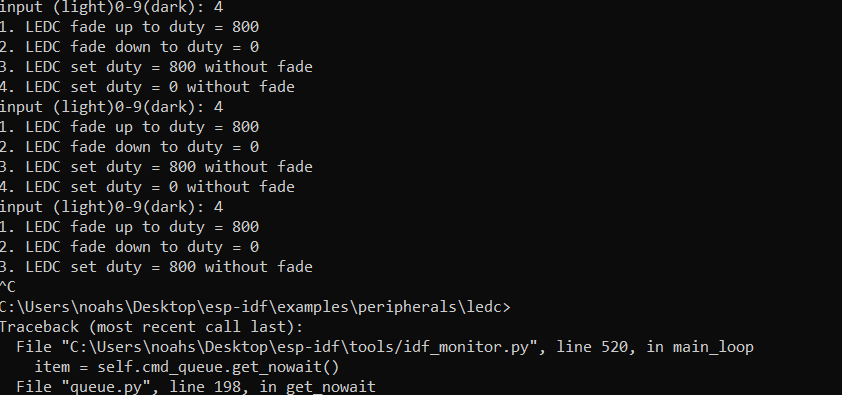 input (light)0-9(dark): 4
1. LEDC fade up to duty = 800
2. LEDC fade down to duty = 0
3. LEDC set duty = 800 without fade
4. LEDC set duty = 0 without fade
input (light)0-9(dark): 4
1. LEDC fade up to duty = 800
2. LEDC fade down to duty = 0
3. LEDC set duty = 800 without fade
4. LEDC set duty = 0 without fade
input (light)0-9(dark): 4
1. LEDC fade up to duty = 800
2. LEDC fade down to duty = 0
3. LEDC set duty = 800 without fade
^C
C:\Users\noahs\Desktop\esp-idf\examples\peripherals\ledc>
Traceback (most recent call last):
  File "C:\Users\noahs\Desktop\esp-idf\tools/idf_monitor.py", line 520, in main_loop
    item = self.cmd_queue.get_nowait()
  File "queue.py", line 198, in get_nowait